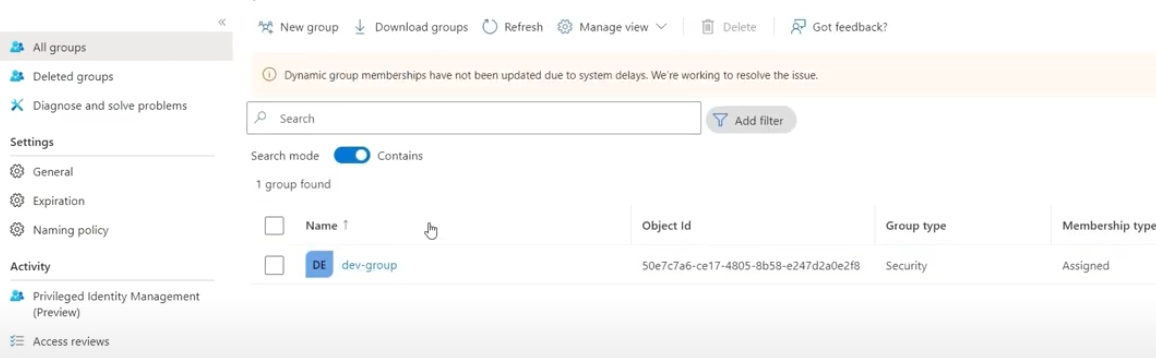 «
All groups
Deleted groups
Diagnose and solve problems
Settings
General
Expiration
Naming policy
Activity
Privileged Identity Management
(Preview)
Access reviews
New group Download groups Refresh Manage view Delete Got feedback?
Dynamic group memberships have not been updated due to system delays. We're working to resolve the issue.
Search Add filter
Search mode Contains
1 group found
Name ↑ Object Id Group type Membership type
DE dev-group 50e7c7a6-ce17-4805-8b58-e247d2a0e2f8 Security Assigned